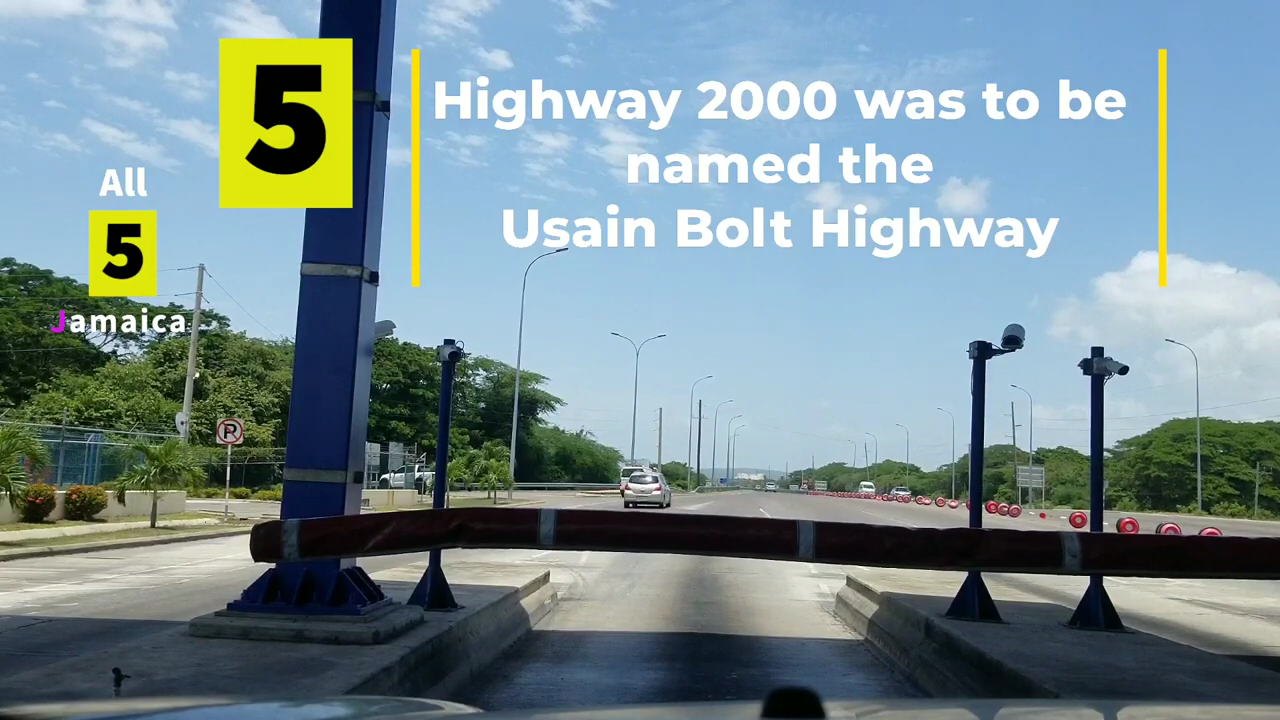 5
Highway 2000 was to be
named the
Usain Bolt Highway
All
5
Jamaica
P